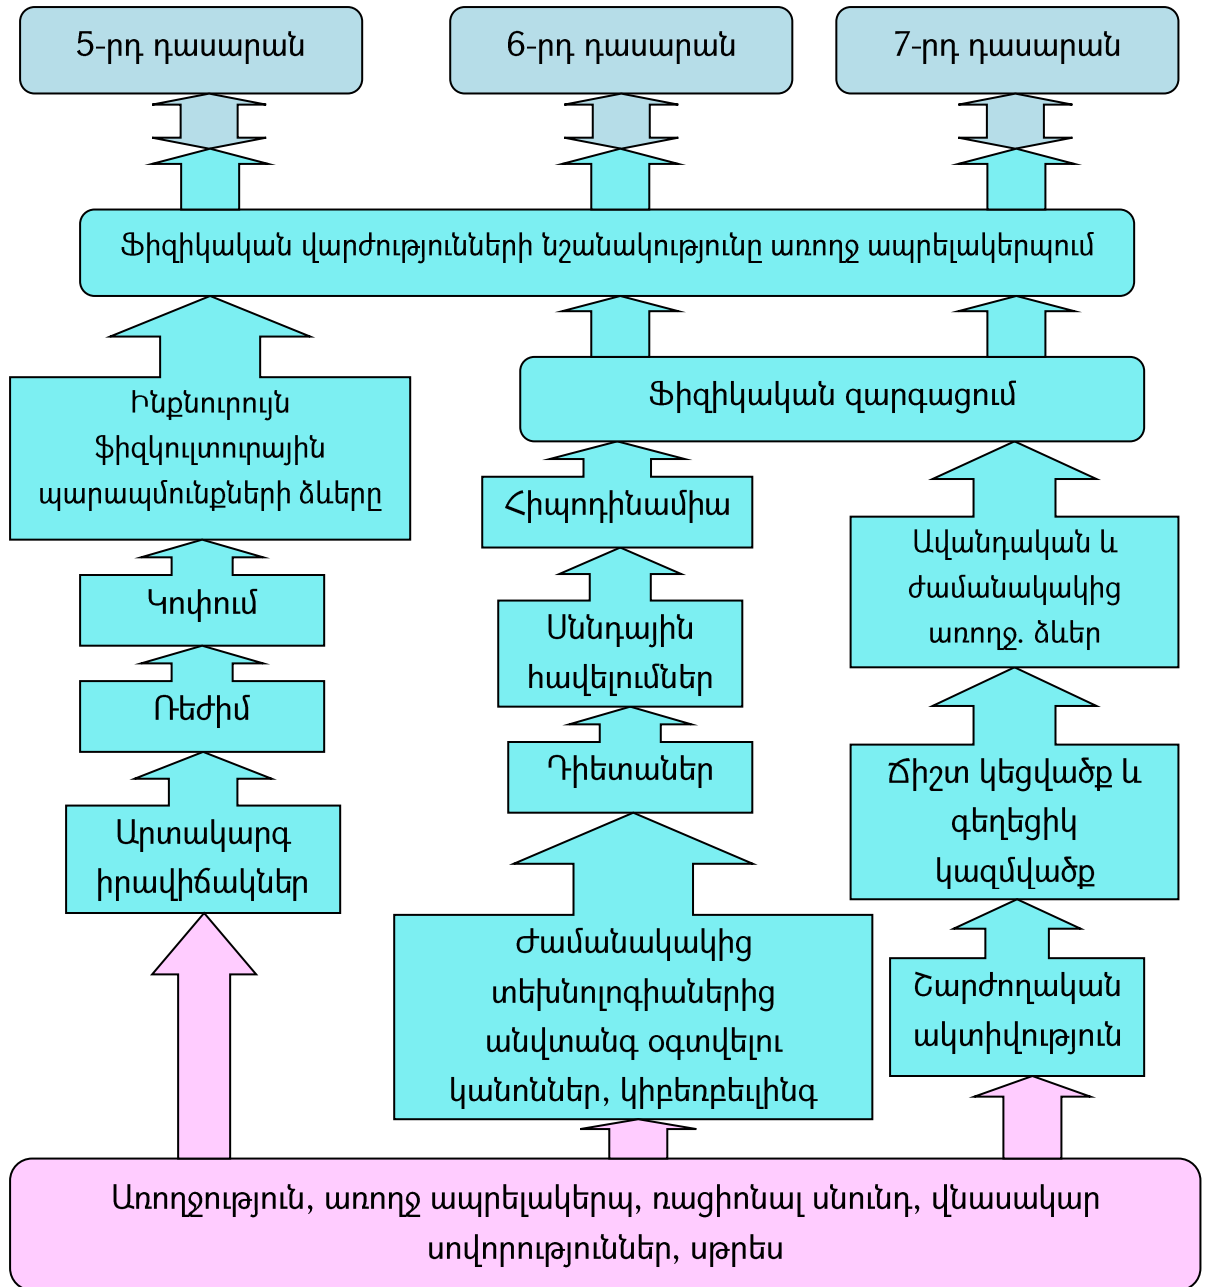 5-րդ դասարան
6-րդ դասարան
7-րդ դասարան
Ֆիզիկական վարժությունների նշանակությունը առողջ ապրելակերպում
Ինքնուրույն
ֆիզկուլտուրային
պարապմունքների ձևերը
Կոփում
Ռեժիմ
Արտակարգ
իրավիճակներ
Ֆիզիկական զարգացում
Հիպոդինամիա
Սննդային
հավելումներ
Դիետաներ
Ժամանակակից
տեխնոլոգիաներից
անվտանգ օգտվելու
կանոններ, կիբեռբեւլինգ
Ավանդական և
ժամանակակից
առողջ. ձևեր
Ճիշտ կեցվածք և
գեղեցիկ
կազմվածք
Շարժողական
ակտիվություն
Առողջություն, առողջ ապրելակերպ, ռացիոնալ սնունդ, վնասակար
սովորություններ, սթրես